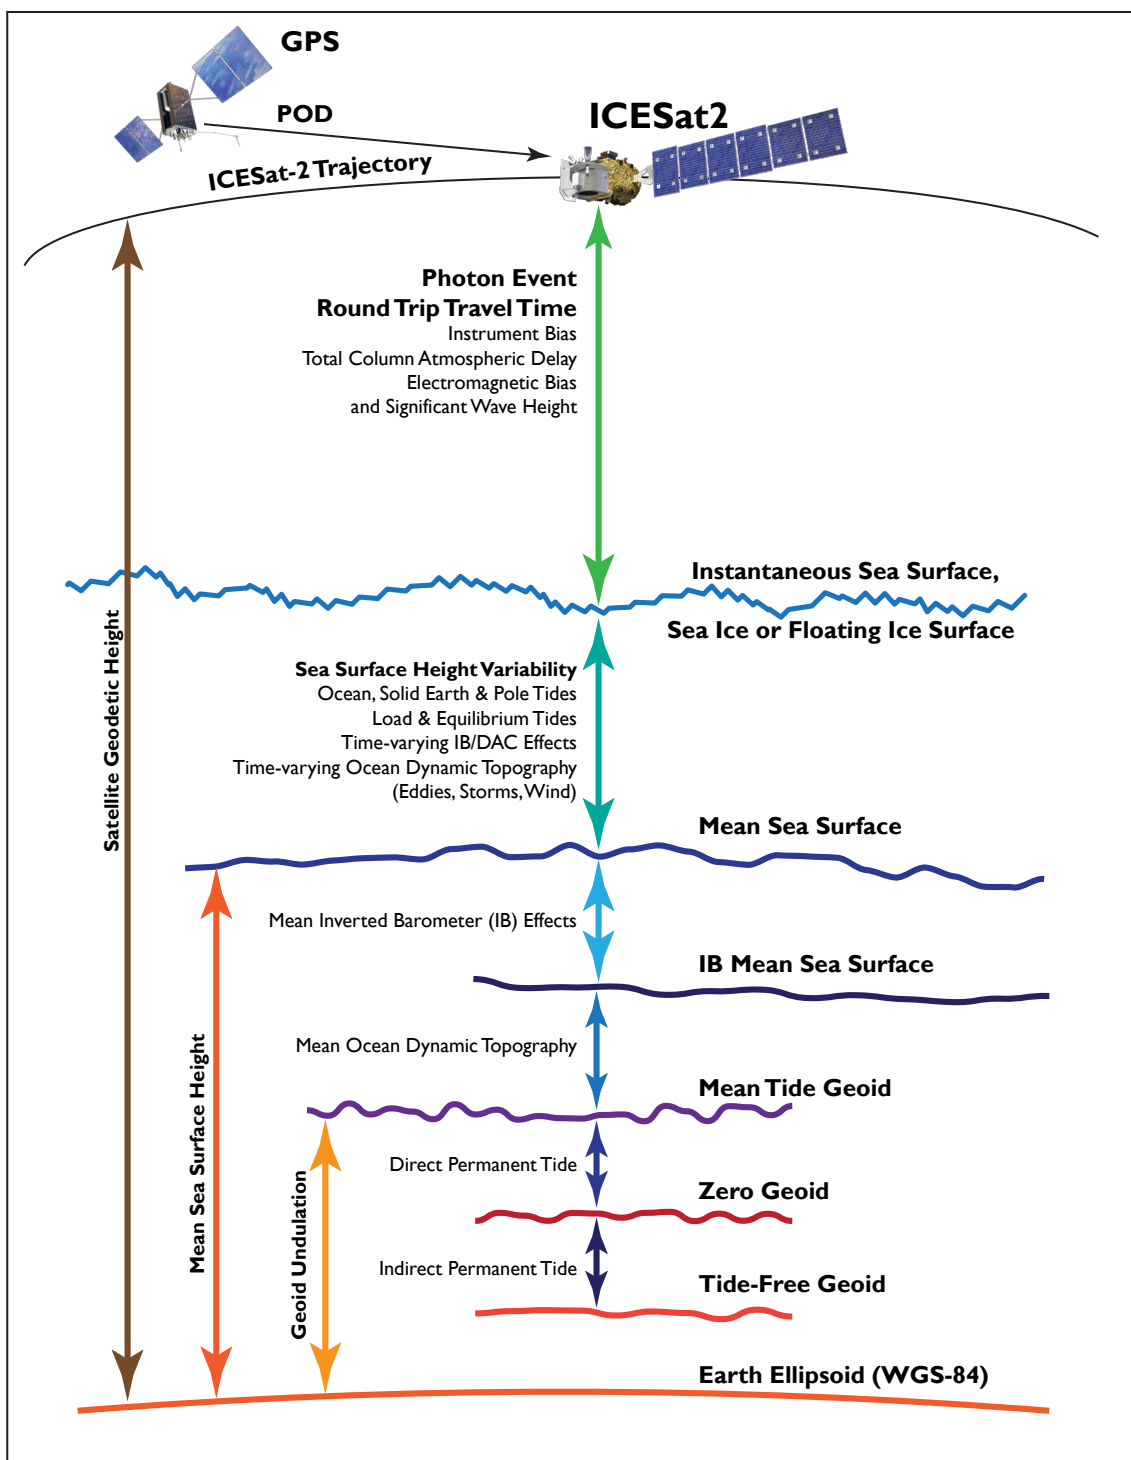 GPS
POD
ICESat2
ICESat-2 Trajectory
Photon Event
Round Trip Travel Time
Instrument Bias
Total Column Atmospheric Delay
Electromagnetic Bias
and Significant Wave Height
Instantaneous Sea Surface,
Sea Ice or Floating Ice Surface
Satellite Geodetic Height
Sea Surface Height Variability
Ocean, Solid Earth & Pole Tides
Load & Equilibrium Tides
Time-varying IB/DAC Effects
Time-varying Ocean Dynamic Topography
(Eddies, Storms, Wind)
Mean Sea Surface
Mean Inverted Barometer (IB) Effects
IB Mean Sea Surface
Mean Ocean Dynamic Topography
Mean Sea Surface Height
Mean Tide Geoid
Direct Permanent Tide
Zero Geoid
Geoid Undulation
Indirect Permanent Tide
Tide-Free Geoid
Earth Ellipsoid (WGS-84)